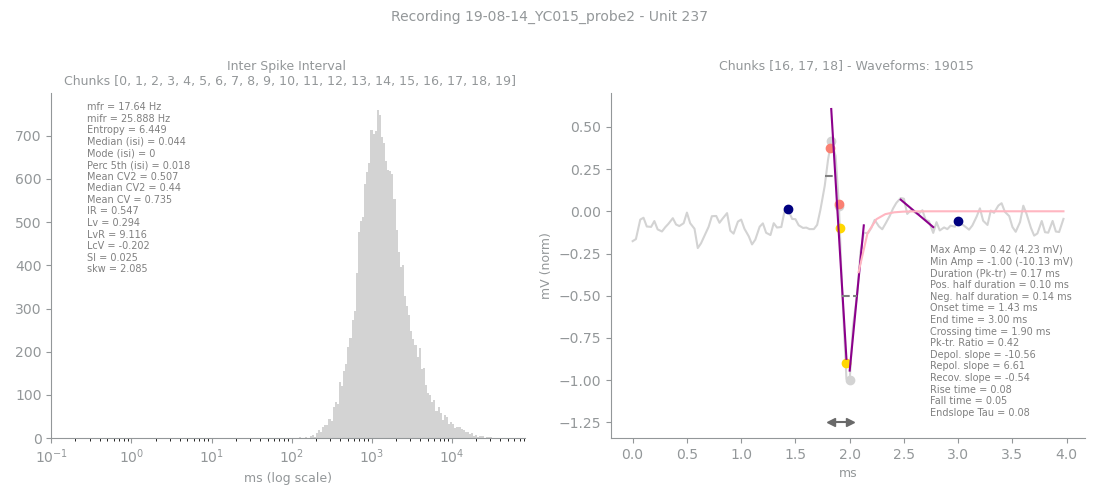 Recording 19-08-14_YC015_probe2 - Unit 237
Inter Spike Interval
Chunks [0, 1, 2, 3, 4, 5, 6, 7, 8, 9, 10, 11, 12, 13, 14, 15, 16, 17, 18, 19]
mfr = 17.64 Hz
mifr = 25.888 Hz
Entropy = 6.449
Median (isi) = 0.044
Mode (isi) = 0
Perc 5th (isi) = 0.018
Mean CV2 = 0.507
Median CV2 = 0.44
Mean CV = 0.735
IR = 0.547
Lv = 0.294
LvR = 9.116
LcV = -0.202
SI = 0.025
skw = 2.085
700
600
500
400
300
200
100
0
10⁻¹ 10⁰ 10¹ 10² 10³ 10⁴
ms (log scale)
Chunks [16, 17, 18] - Waveforms: 19015
mV (norm)
0.50
0.25
0.00
−0.25
−0.50
−0.75
−1.00
−1.25
Max Amp = 0.42 (4.23 mV)
Min Amp = -1.00 (-10.13 mV)
Duration (Pk-tr) = 0.17 ms
Pos. half duration = 0.10 ms
Neg. half duration = 0.14 ms
Onset time = 1.43 ms
End time = 3.00 ms
Crossing time = 1.90 ms
Pk-tr. Ratio = 0.42
Depol. slope = -10.56
Repol. slope = 6.61
Recov. slope = -0.54
Rise time = 0.08
Fall time = 0.05
Endslope Tau = 0.08
0.0 0.5 1.0 1.5 2.0 2.5 3.0 3.5 4.0
ms